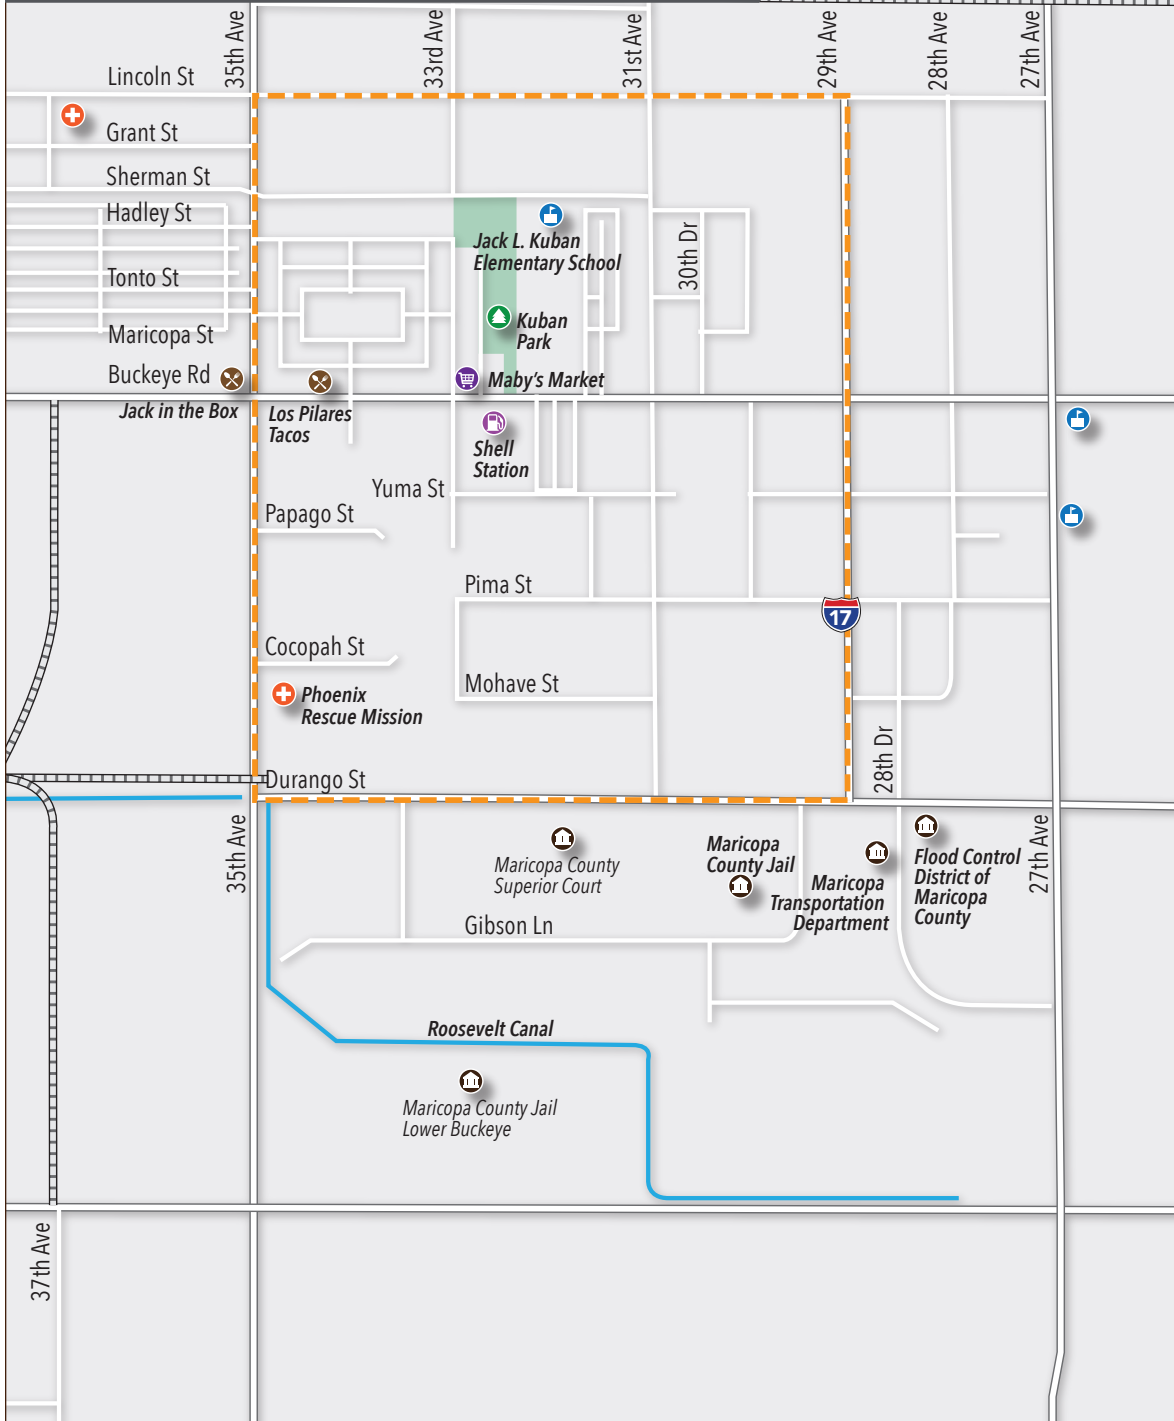 35th Ave
33rd Ave
31st Ave
29th Ave
28th Ave
27th Ave
Lincoln St
Grant St
Sherman St
Hadley St
Tonto St
Maricopa St
Buckeye Rd
Jack in the Box
Los Pilares
Tacos
Jack L. Kuban
Elementary School
30th Dr
Kuban
Park
Maby's Market
Shell
Station
Yuma St
Papago St
Pima St
17
Cocopah St
Mohave St
Phoenix
Rescue Mission
28th Dr
Durango St
35th Ave
Maricopa County
Superior Court
Maricopa
County Jail
Maricopa
Transportation
Department
Flood Control
District of
Maricopa
County
27th Ave
Gibson Ln
Roosevelt Canal
Maricopa County Jail
Lower Buckeye
37th Ave